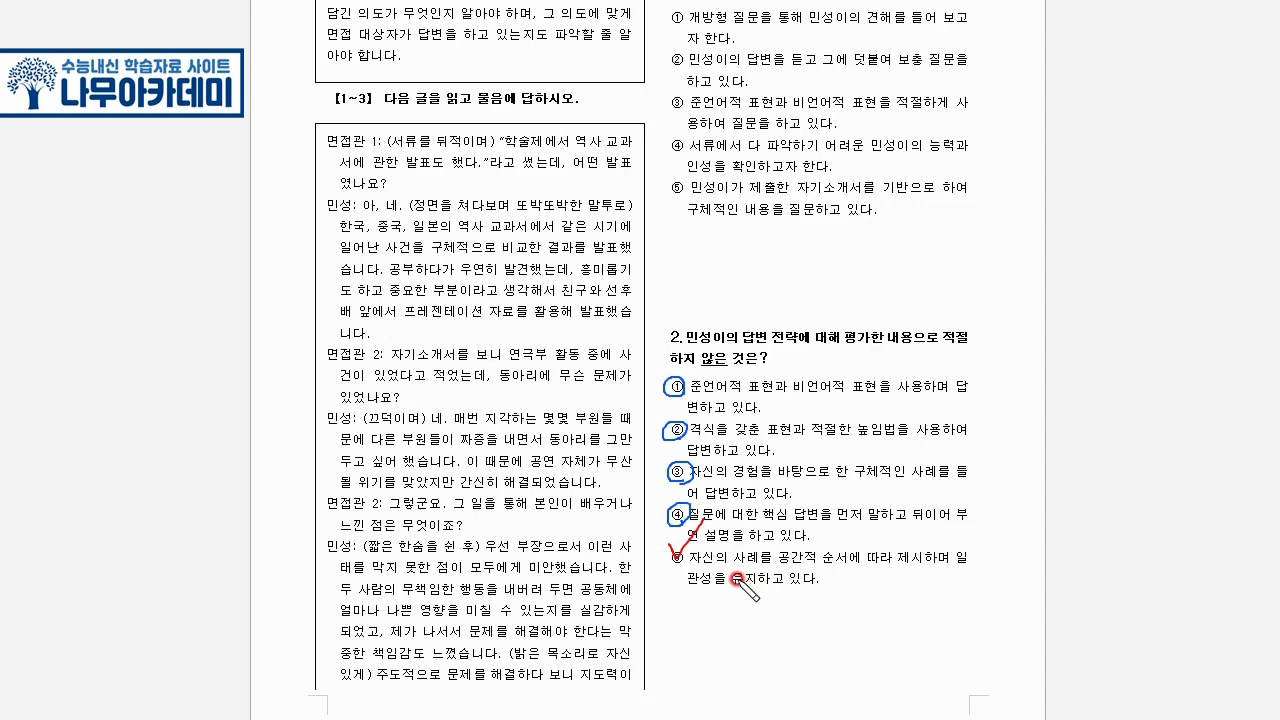 수능내신 학습자료 사이트
나무아카데미
담긴 의도가 무엇인지 알아야 하며, 그 의도에 맞게
면접 대상자가 답변을 하고 있는지도 파악할 줄 알
아야 합니다.
【1~3】 다음 글을 읽고 물음에 답하시오.
면접관 1: (서류를 뒤적이며) “학술제에서 역사 교과
서에 관한 발표도 했다.”라고 썼는데, 어떤 발표
였나요?
민성: 아, 네. (정면을 쳐다보며 또박또박한 말투로)
한국, 중국, 일본의 역사 교과서에서 같은 시기에
일어난 사건을 구체적으로 비교한 결과를 발표했
습니다. 공부하다가 우연히 발견했는데, 흥미롭기
도 하고 중요한 부분이라고 생각해서 친구와 선후
배 앞에서 프레젠테이션 자료를 활용해 발표했습
니다.
면접관 2: 자기소개서를 보니 연극부 활동 중에 사
건이 있었다고 적었는데, 동아리에 무슨 문제가
있었나요?
민성: (끄덕이며) 네. 매번 지각하는 몇몇 부원들 때
문에 다른 부원들이 짜증을 내면서 동아리를 그만
두고 싶어 했습니다. 이 때문에 공연 자체가 무산
될 위기를 맞았지만 간신히 해결되었습니다.
면접관 2: 그렇군요. 그 일을 통해 본인이 배우거나
느낀 점은 무엇이죠?
민성: (짧은 한숨을 쉰 후) 우선 부장으로서 이런 사
태를 막지 못한 점이 모두에게 미안했습니다. 한
두 사람의 무책임한 행동을 내버려 두면 공동체에
얼마나 나쁜 영향을 미칠 수 있는지를 실감하게
되었고, 제가 나서서 문제를 해결해야 한다는 막
중한 책임감도 느꼈습니다. (밝은 목소리로 자신
있게) 주도적으로 문제를 해결하다 보니 지도력이
① 개방형 질문을 통해 민성이의 견해를 들어 보고
자 한다.
② 민성이의 답변을 듣고 그에 덧붙여 보충 질문을
하고 있다.
③ 준언어적 표현과 비언어적 표현을 적절하게 사
용하여 질문을 하고 있다.
④ 서류에서 다 파악하기 어려운 민성이의 능력과
인성을 확인하고자 한다.
⑤ 민성이가 제출한 자기소개서를 기반으로 하여
구체적인 내용을 질문하고 있다.
2. 민성이의 답변 전략에 대해 평가한 내용으로 적절
하지 않은 것은?
① 준언어적 표현과 비언어적 표현을 사용하며 답
변하고 있다.
② 격식을 갖춘 표현과 적절한 높임법을 사용하여
답변하고 있다.
③ 자신의 경험을 바탕으로 한 구체적인 사례를 들
어 답변하고 있다.
④ 질문에 대한 핵심 답변을 먼저 말하고 뒤이어 부
연 설명을 하고 있다.
⑤ 자신의 사례를 공간적 순서에 따라 제시하며 일
관성을 유지하고 있다.